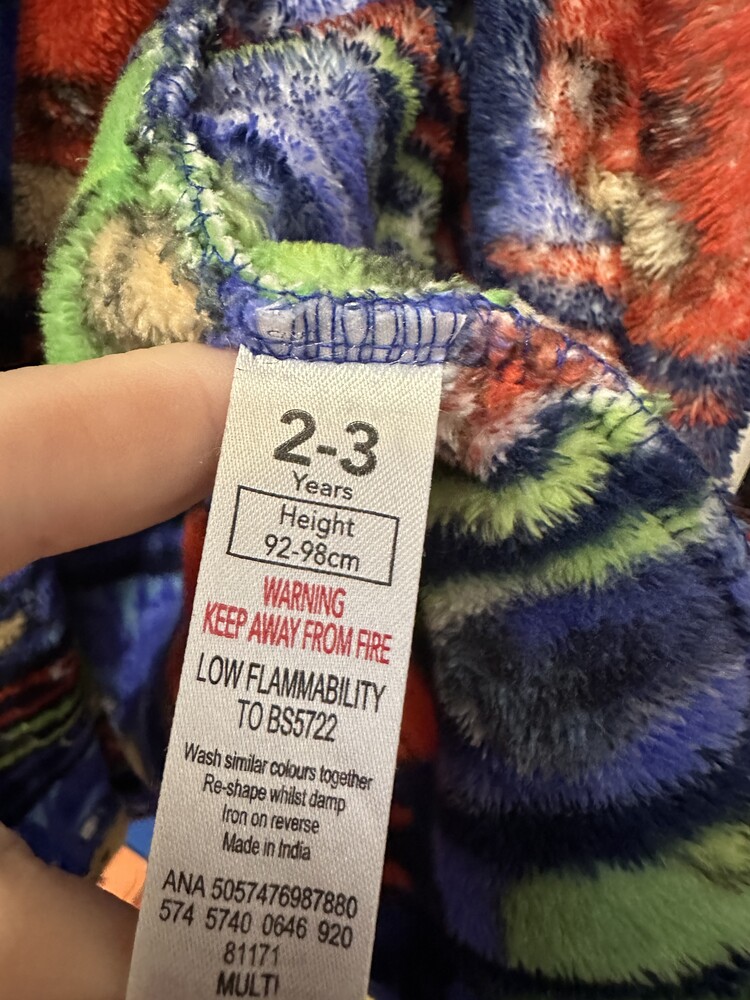 2-3
Years
Height
92-98cm
WARNING
KEEP AWAY FROM FIRE
LOW FLAMMABILITY
TO BS5722
Wash similar colours together
Re-shape whilst damp
Iron on reverse
Made in India
ANA 5057476987880
574 5740 0646 920
81171
MULTI